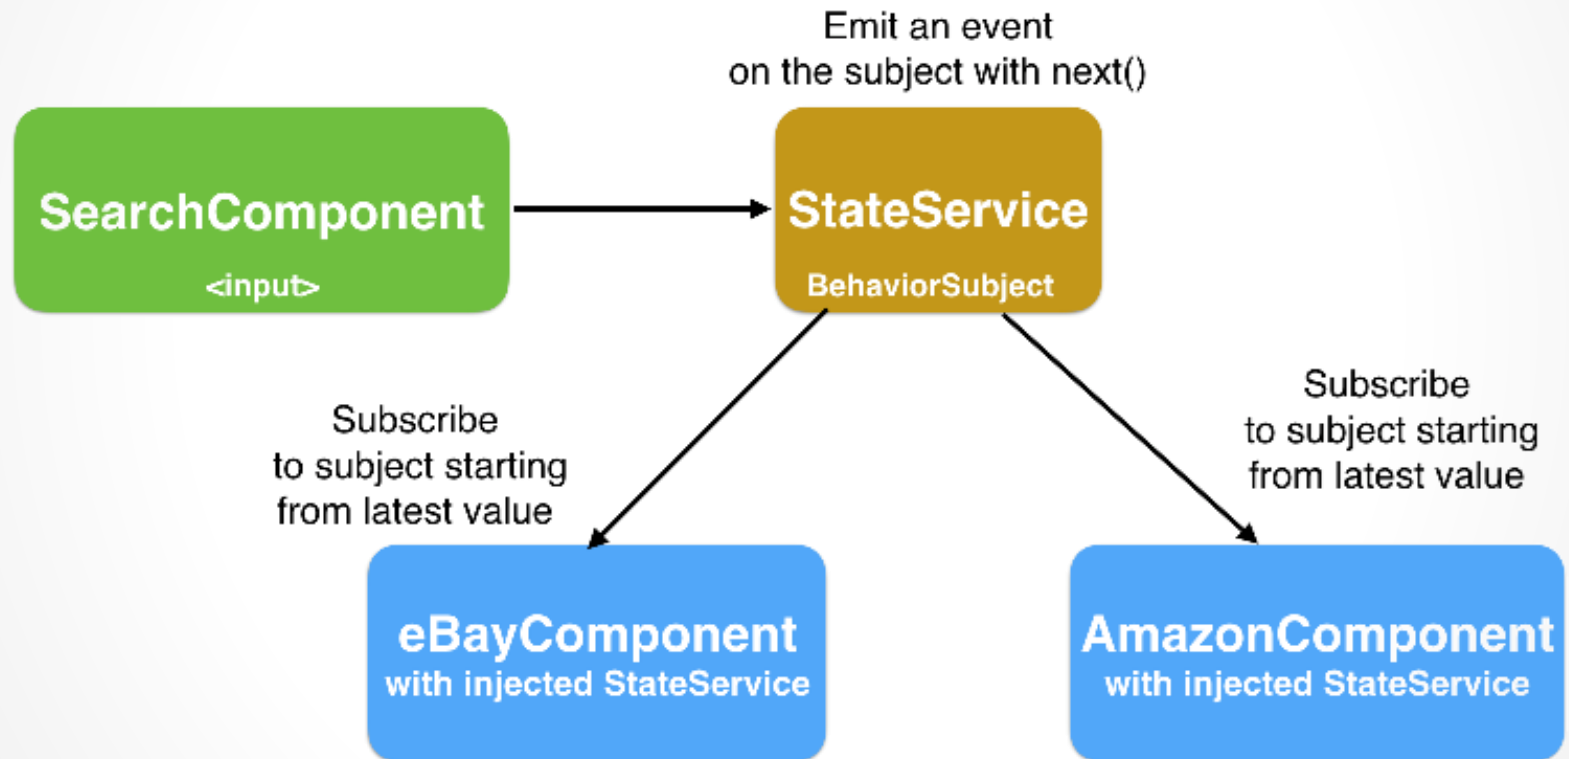 Emit an event
on the subject with next()
SearchComponent
<input>
StateService
BehaviorSubject
Subscribe
to subject starting
from latest value
Subscribe
to subject starting
from latest value
eBayComponent
with injected StateService
AmazonComponent
with injected StateService